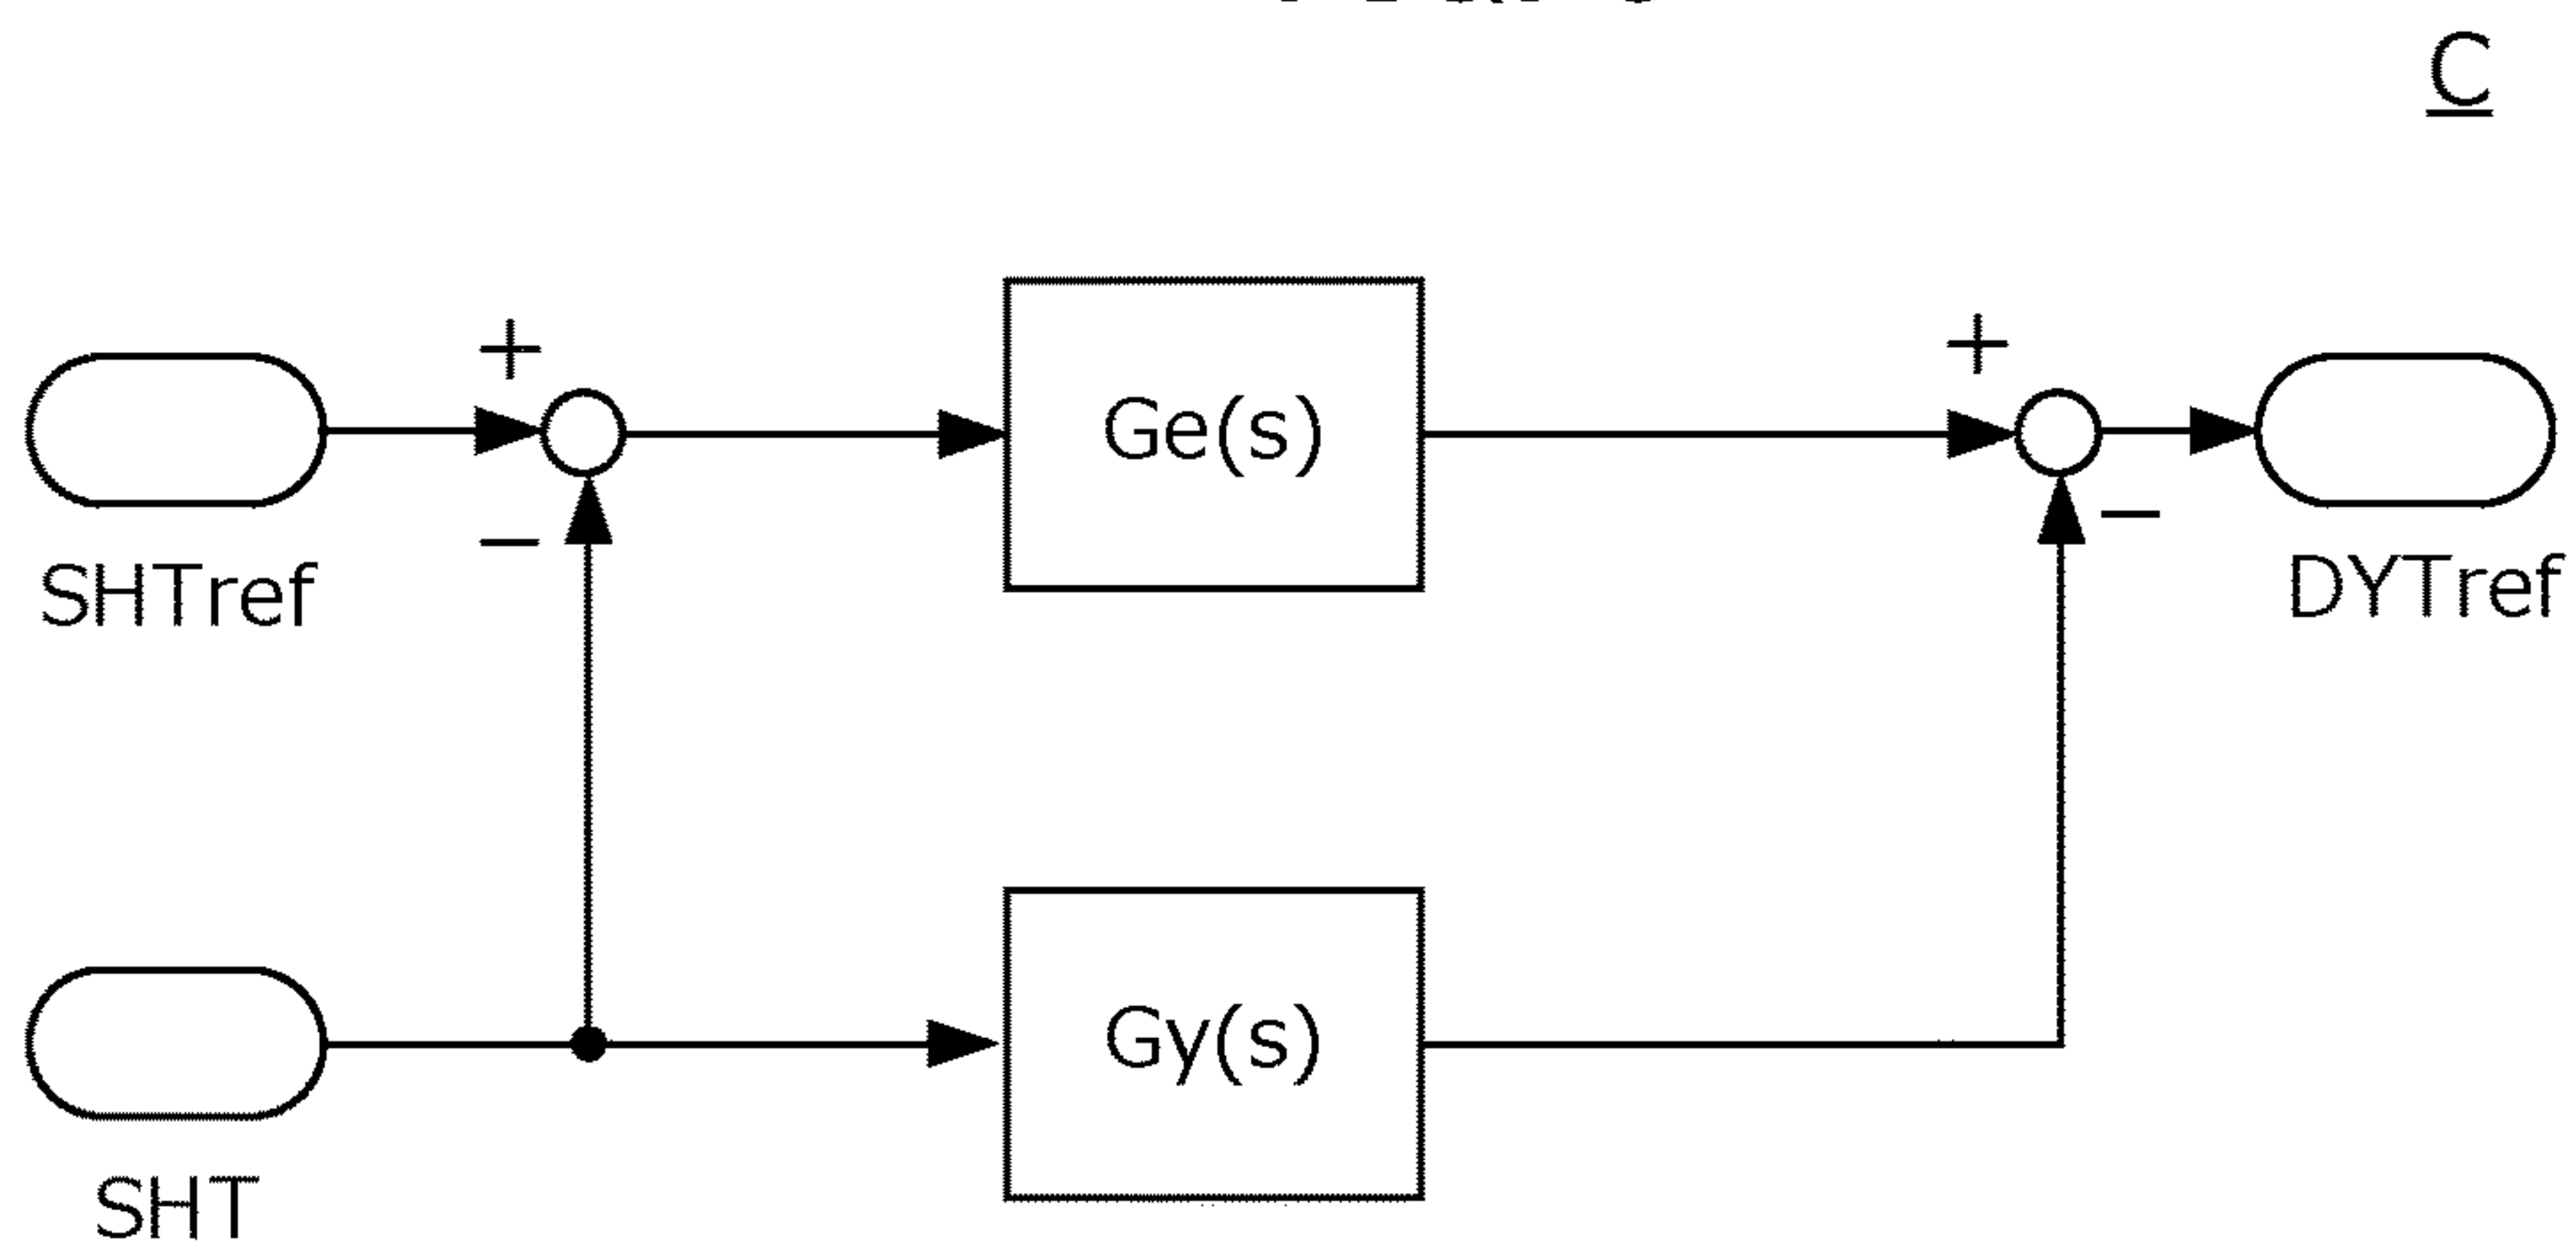 C
+
+
Ge(s)
−
−
SHTref
DYTref
Gy(s)
SHT